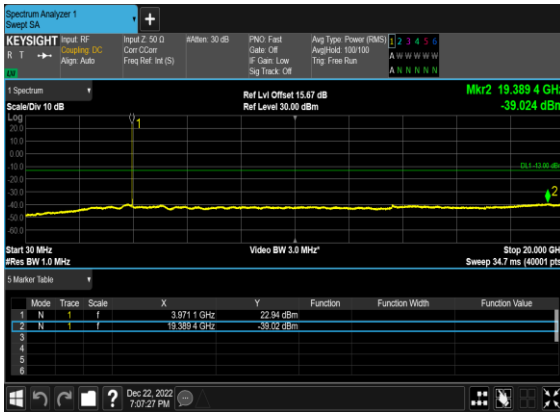 Spectrum Analyzer 1
Swept SA
KEYSIGHT
R T
Input: RF
Coupling: DC
Align: Auto
Input Z: 50 Ω
Corr CCorr
Freq Ref: Int (S)
#Atten: 30 dB
PNO: Fast
Gate: Off
IF Gain: Low
Sig Track: Off
Avg Type: Power (RMS)
Avg|Hold: 100/100
Trig: Free Run
1 2 3 4 5 6
A W W W W W
A N N N N N
1 Spectrum
Scale/Div 10 dB
Ref Lvl Offset 15.67 dB
Ref Level 30.00 dBm
Mkr2 19.389 4 GHz
-39.024 dBm
Log
20.0
10.0
0.00
-10.0
-20.0
-30.0
-40.0
-50.0
-60.0
1
DL1 -13.00 dBm
2
Start 30 MHz
#Res BW 1.0 MHz
Video BW 3.0 MHz*
Stop 20.000 GHz
Sweep 34.7 ms (40001 pts)
5 Marker Table
Mode Trace Scale X Y Function Function Width Function Value
1 N 1 f 3.971 1 GHz 22.94 dBm
2 N 1 f 19.389 4 GHz -39.02 dBm
3
4
5
6
Dec 22, 2022
7:07:27 PM